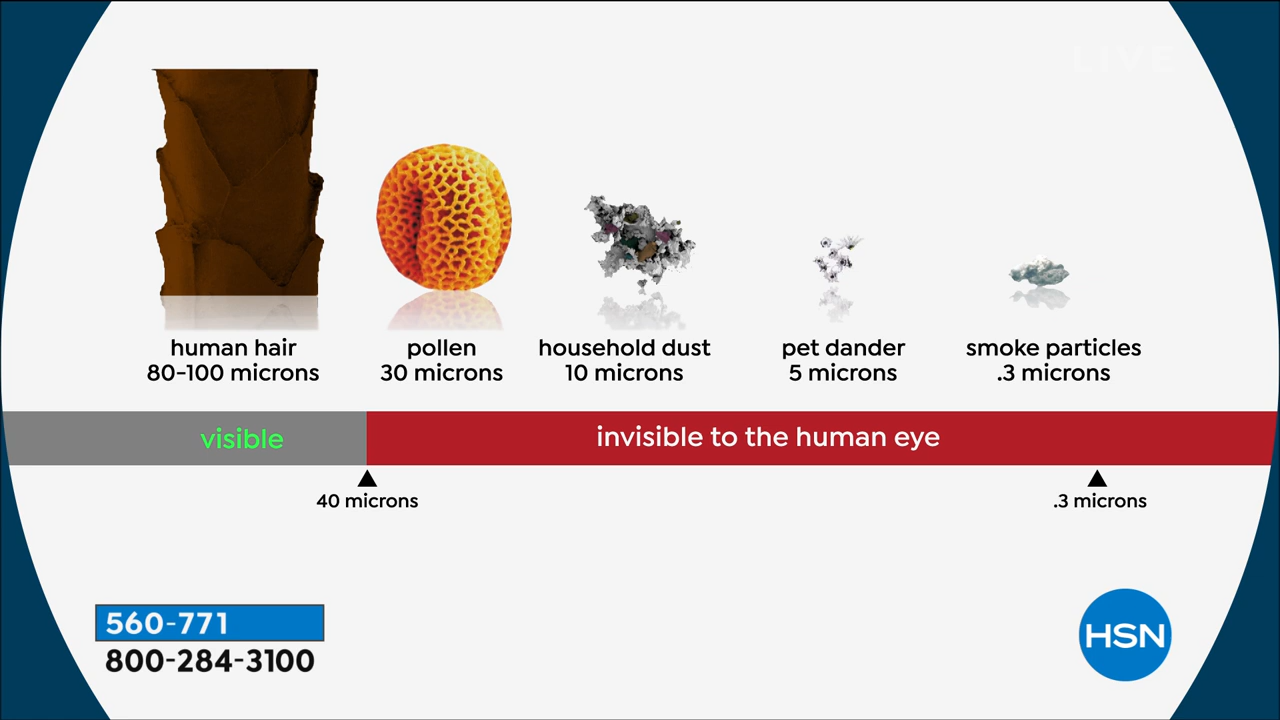 LIVE
human hair
80-100 microns
pollen
30 microns
household dust
10 microns
pet dander
5 microns
smoke particles
.3 microns
visible
invisible to the human eye
40 microns
.3 microns
560-771
800-284-3100
HSN